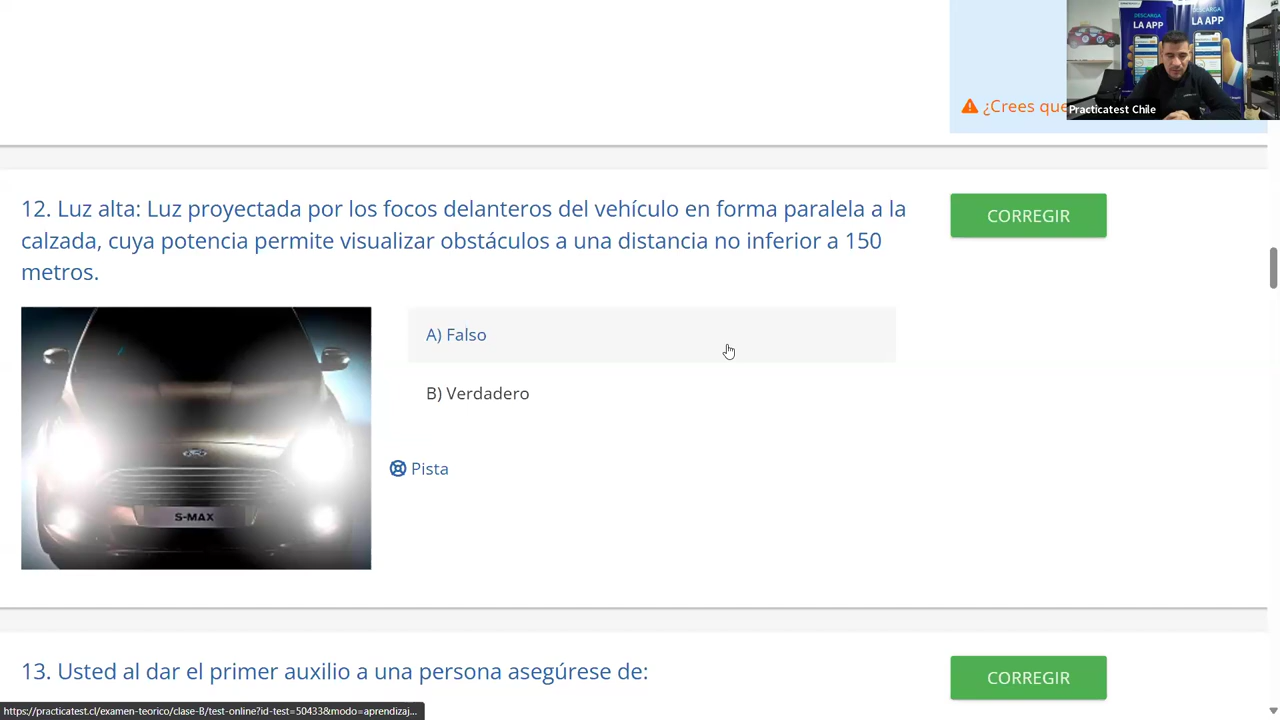 DESCARGA
LA APP
DESCARGA
LA APP
⚠ ¿Crees que
Practicatest Chile
12. Luz alta: Luz proyectada por los focos delanteros del vehículo en forma paralela a la
calzada, cuya potencia permite visualizar obstáculos a una distancia no inferior a 150
metros.
CORREGIR
A) Falso
B) Verdadero
Pista
S-MAX
13. Usted al dar el primer auxilio a una persona asegúrese de:
CORREGIR
https://practicatest.cl/examen-teorico/clase-B/test-online?id-test=50433&modo=aprendizaj...